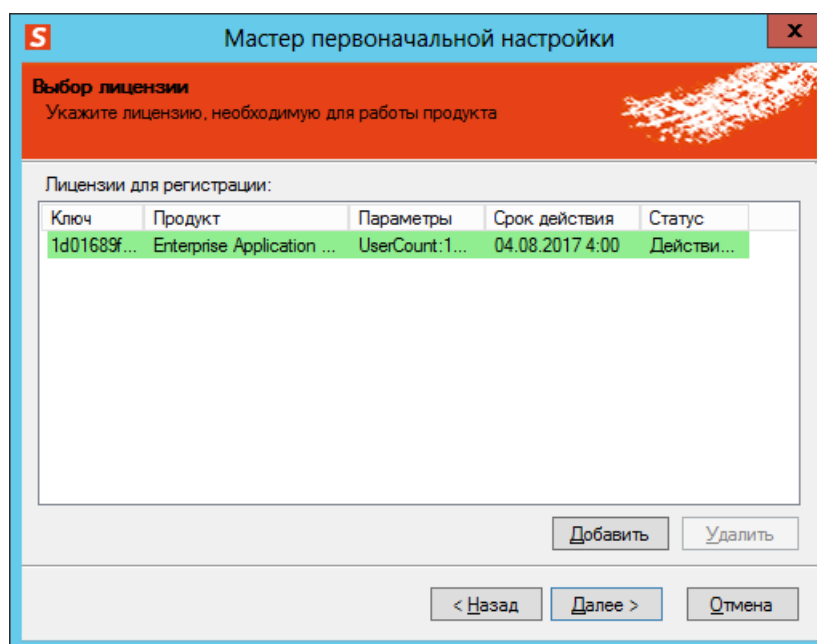 S Мастер первоначальной настройки x
Выбор лицензии
Укажите лицензию, необходимую для работы продукта
Лицензии для регистрации:
Ключ Продукт Параметры Срок действия Статус
1d01689f... Enterprise Application ... UserCount:1... 04.08.2017 4:00 Действи...
Добавить Удалить
< Назад Далее > Отмена